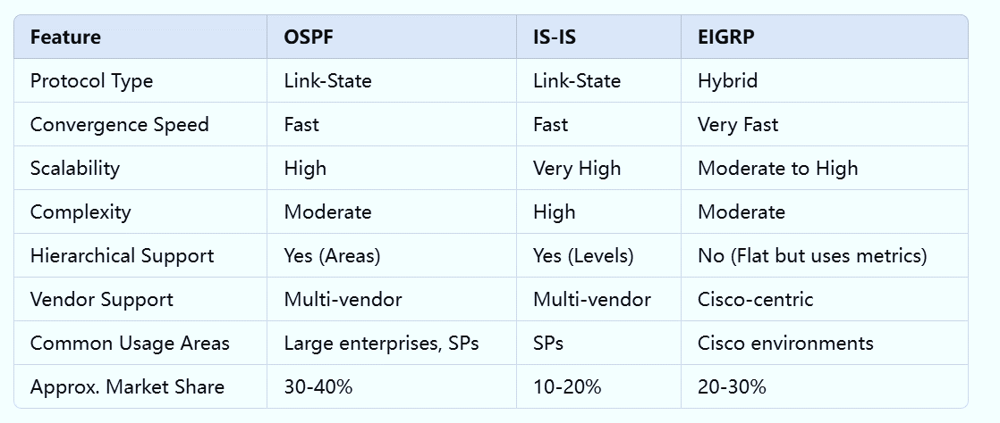 Feature OSPF IS-IS EIGRP
Protocol Type Link-State Link-State Hybrid
Convergence Speed Fast Fast Very Fast
Scalability High Very High Moderate to High
Complexity Moderate High Moderate
Hierarchical Support Yes (Areas) Yes (Levels) No (Flat but uses metrics)
Vendor Support Multi-vendor Multi-vendor Cisco-centric
Common Usage Areas Large enterprises, SPs SPs Cisco environments
Approx. Market Share 30-40% 10-20% 20-30%